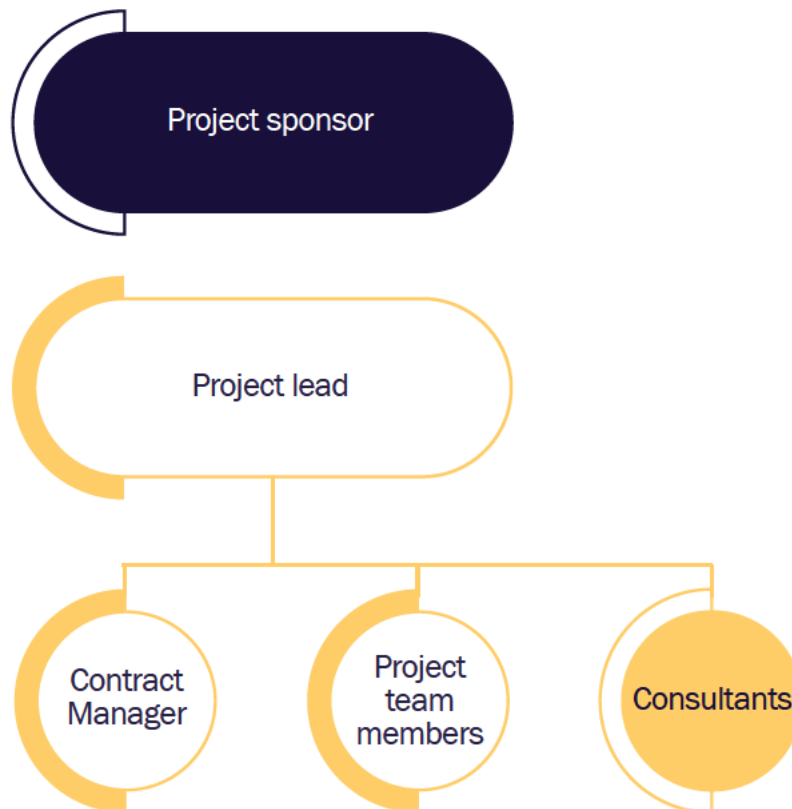 Project sponsor
Project lead
Contract
Manager
Project
team
members
Consultants